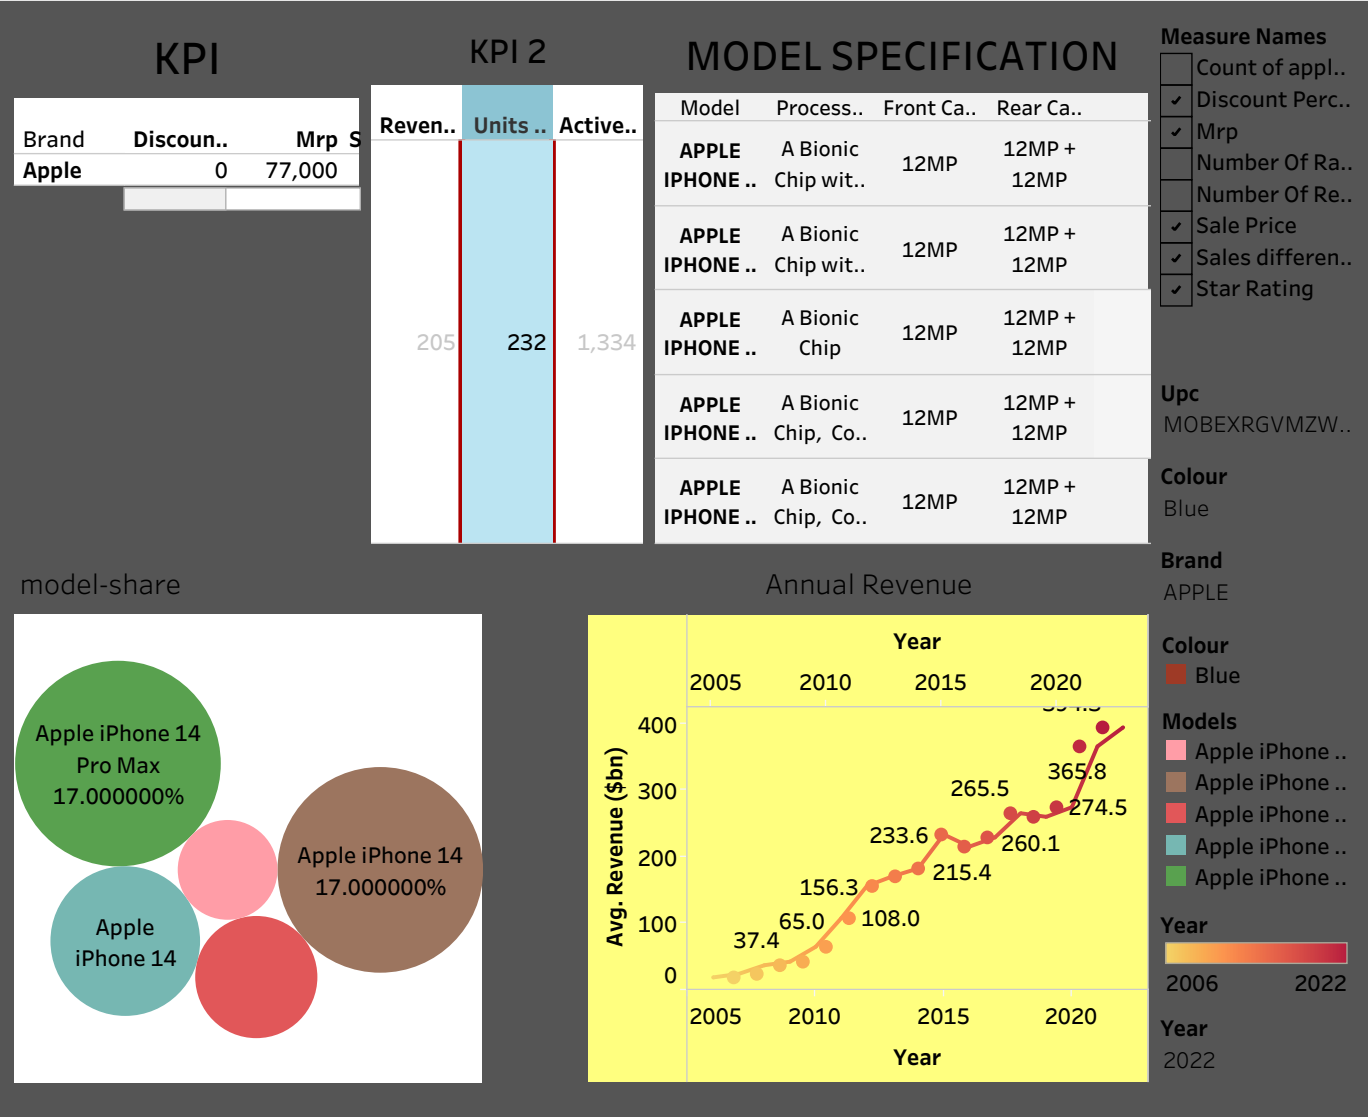 KPI
Brand Discoun.. Mrp S
Apple 0 77,000
KPI 2
Reven.. Units .. Active..
205 232 1,334
MODEL SPECIFICATION
Model Process.. Front Ca.. Rear Ca..
APPLE IPHONE .. A Bionic Chip wit.. 12MP 12MP + 12MP
APPLE IPHONE .. A Bionic Chip wit.. 12MP 12MP + 12MP
APPLE IPHONE .. A Bionic Chip 12MP 12MP + 12MP
APPLE IPHONE .. A Bionic Chip, Co.. 12MP 12MP + 12MP
APPLE IPHONE .. A Bionic Chip, Co.. 12MP 12MP + 12MP
Measure Names
Count of appl..
Discount Perc..
Mrp
Number Of Ra..
Number Of Re..
Sale Price
Sales differen..
Star Rating
Upc
MOBEXRGVMZW..
Colour
Blue
Brand
APPLE
Colour
Blue
Models
Apple iPhone ..
Apple iPhone ..
Apple iPhone ..
Apple iPhone ..
Apple iPhone ..
Year
2006 2022
Year
2022
model-share
Apple iPhone 14
Pro Max
17.000000%
Apple iPhone 14
17.000000%
Apple
iPhone 14
Annual Revenue
Year
2005 2010 2015 2020
Avg. Revenue ($bn)
400
300
200
100
0
365.8
265.5
274.5
233.6
260.1
215.4
156.3
65.0
108.0
37.4
2005 2010 2015 2020
Year